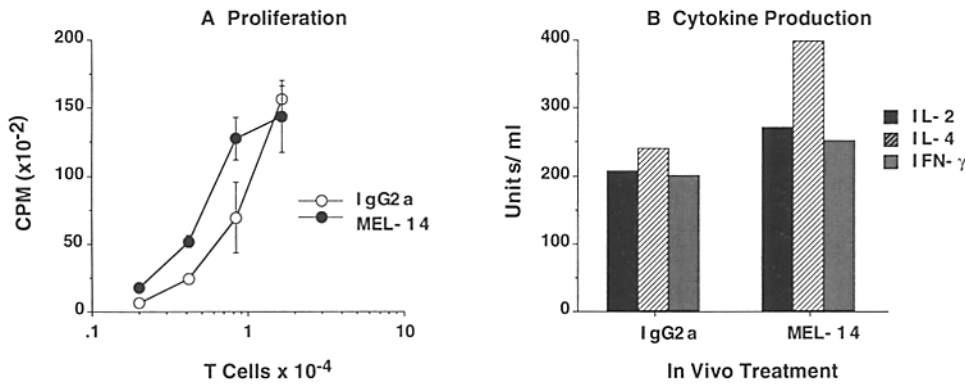 A Proliferation
200
150
100
50
0
CPM (x10-2)
.1
1
10
T Cells x 10-4
IgG2a
MEL-14
B Cytokine Production
400
300
200
100
0
Units/ ml
IgG2a
MEL-14
In Vivo Treatment
IL-2
IL-4
IFN-γ